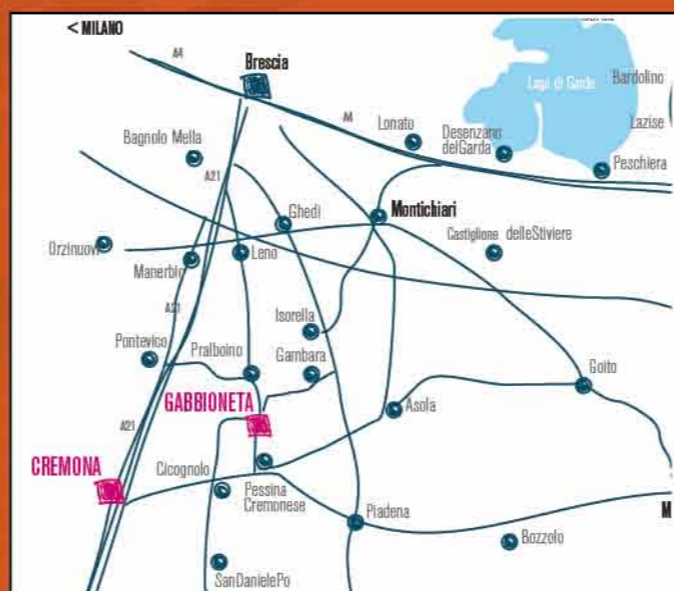 < MILANO
Brescia
A4
Lago di Garda
Bardolino
Lazise
A4
Lonato
Desenzano
delGarda
Peschiera
Bagnolo Mella
A21
Ghedi
Montichiari
Castiglione delleStiviere
Orzinuovi
Manerbio
Leno
A21
Isorella
Pontevico
Pralboino
Gambara
Goito
GABBIONETA
Asola
A21
CREMONA
Cicognolo
Pessina
Cremonese
Piadena
M
Bozzolo
SanDanielePo